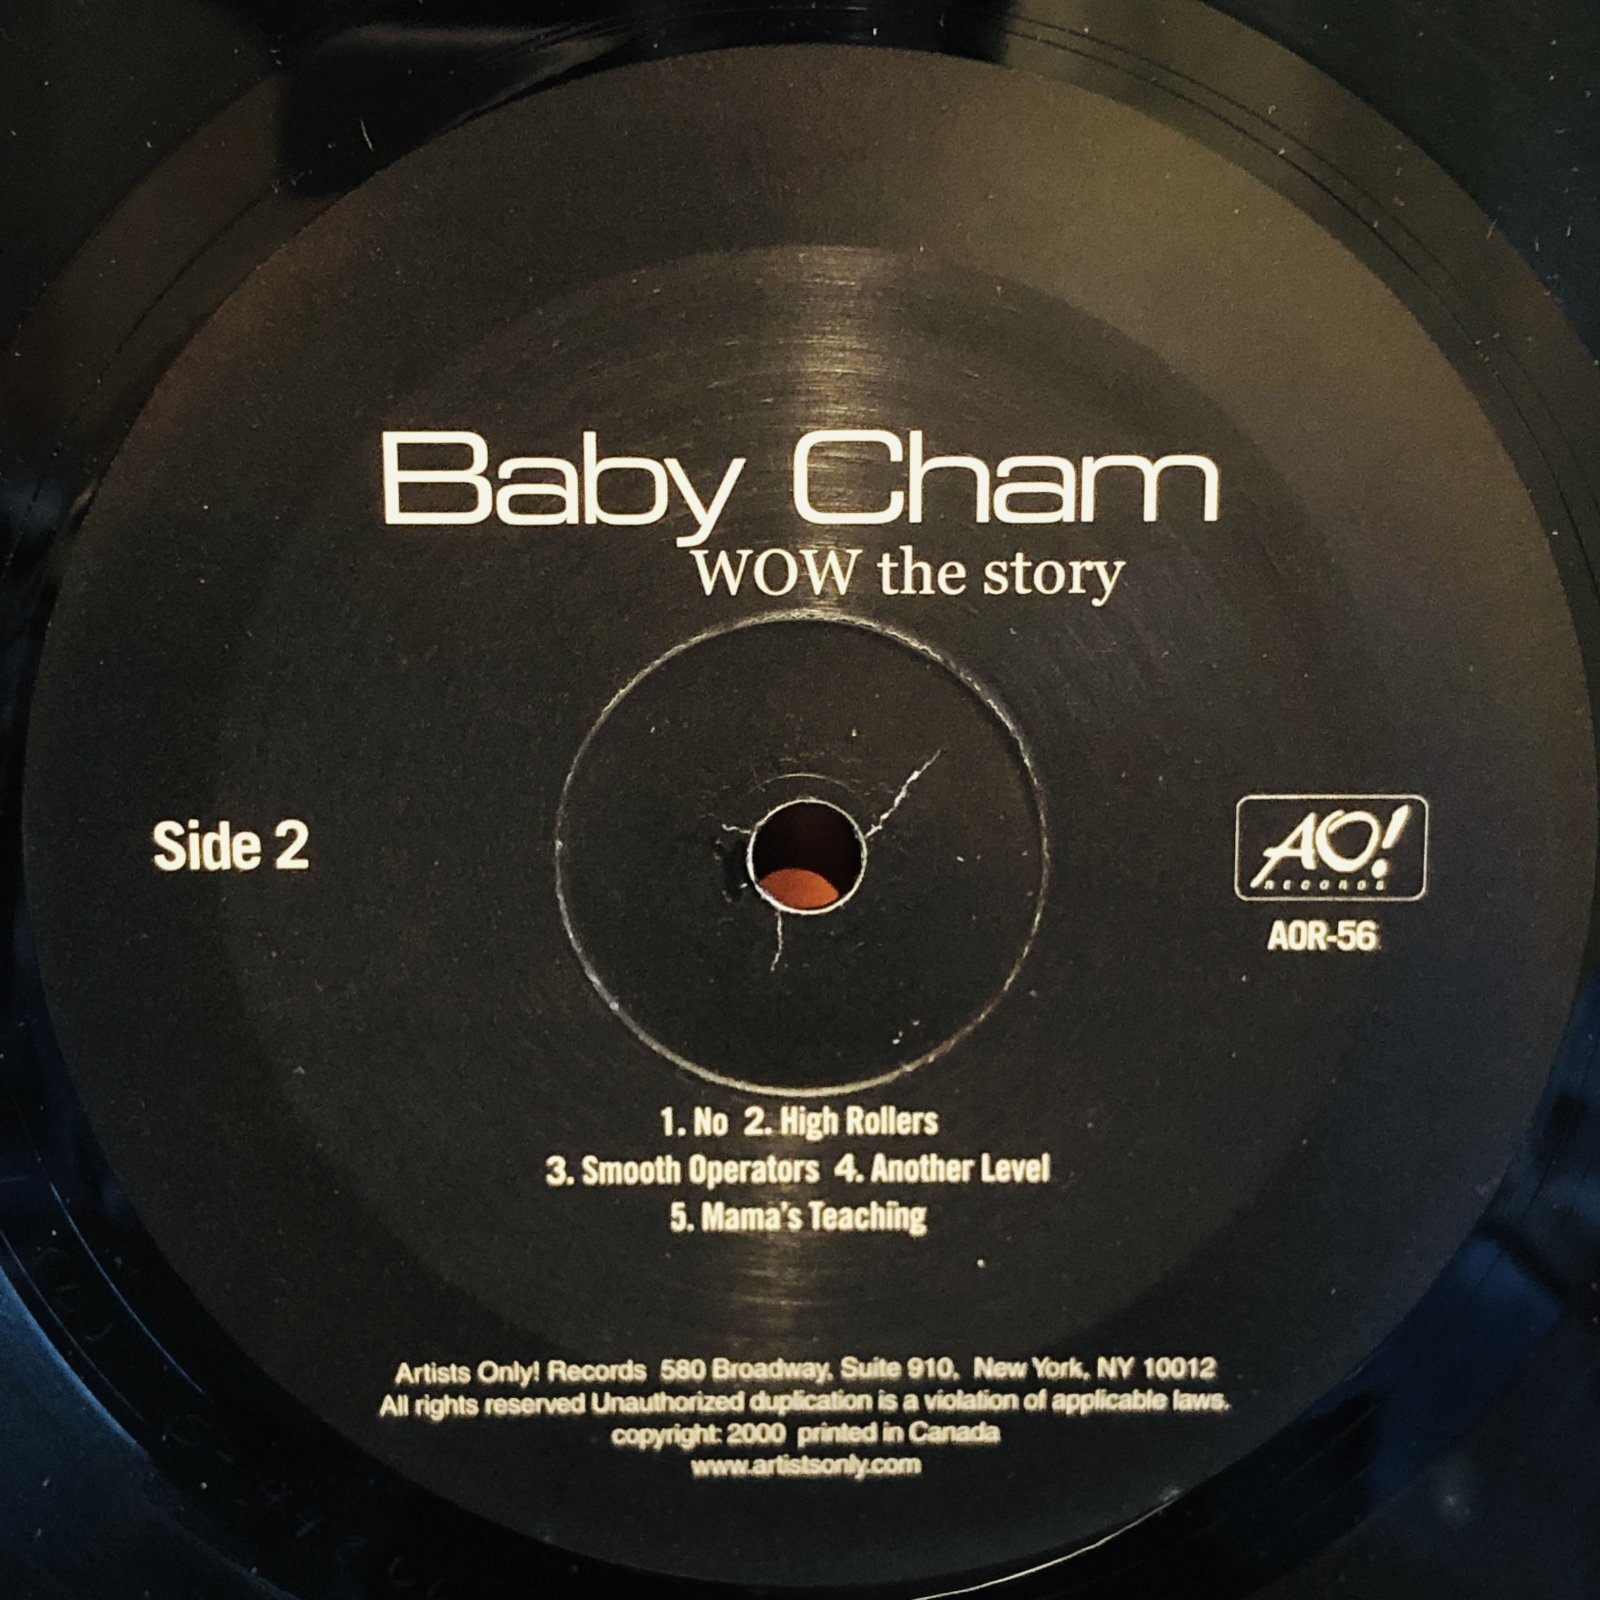 Baby Cham
WOW the story
Side 2
AO!
RECORDS
AOR-56
1. No 2. High Rollers
3. Smooth Operators 4. Another Level
5. Mama's Teaching
Artists Only! Records 580 Broadway, Suite 910, New York, NY 10012
All rights reserved Unauthorized duplication is a violation of applicable laws.
copyright: 2000 printed in Canada
www.artistsonly.com